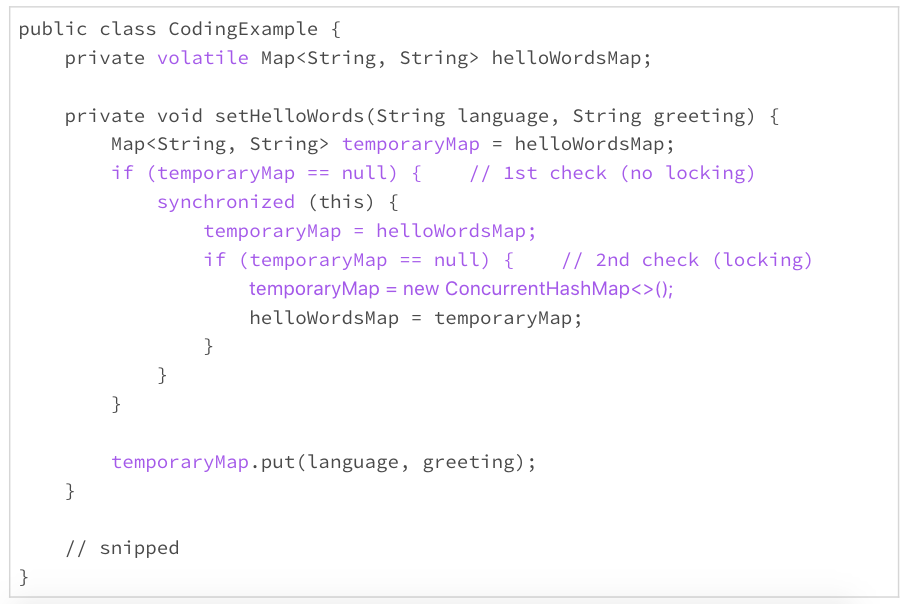 public class CodingExample {
    private volatile Map<String, String> helloWordsMap;

    private void setHelloWords(String language, String greeting) {
        Map<String, String> temporaryMap = helloWordsMap;
        if (temporaryMap == null) {    // 1st check (no locking)
            synchronized (this) {
                temporaryMap = helloWordsMap;
                if (temporaryMap == null) {    // 2nd check (locking)
                    temporaryMap = new ConcurrentHashMap<>();
                    helloWordsMap = temporaryMap;
                }
            }
        }

        temporaryMap.put(language, greeting);
    }

    // snipped
}